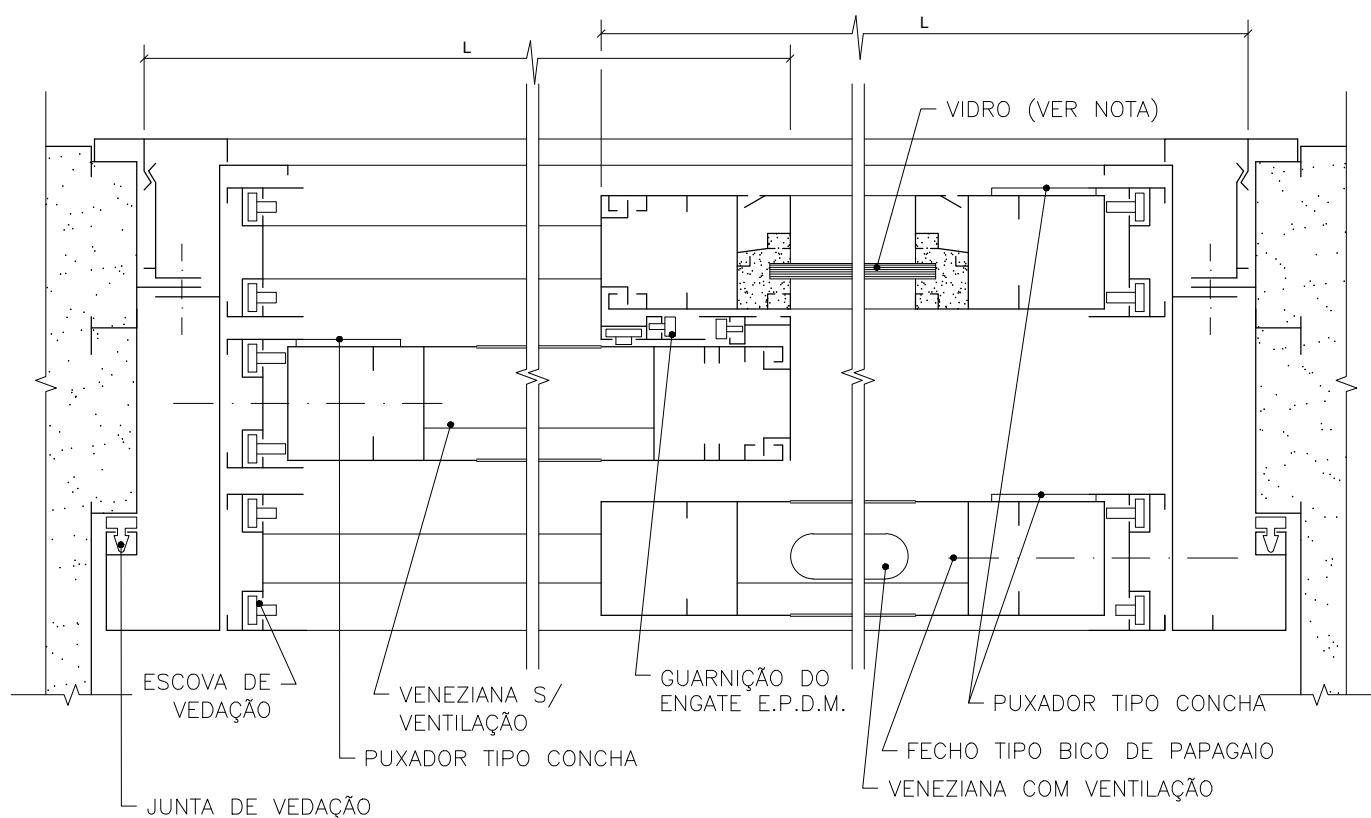 L
L
VIDRO (VER NOTA)
ESCOVA DE
VEDAÇÃO
VENEZIANA S/
VENTILAÇÃO
GUARNIÇÃO DO
ENGATE E.P.D.M.
PUXADOR TIPO CONCHA
PUXADOR TIPO CONCHA
FECHO TIPO BICO DE PAPAGAIO
VENEZIANA COM VENTILAÇÃO
JUNTA DE VEDAÇÃO